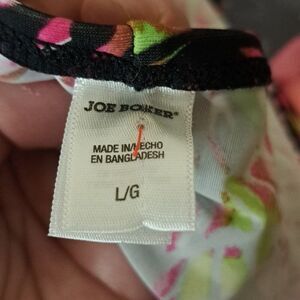 JOE BOXER®
MADE IN/HECHO
EN BANGLADESH
L/G